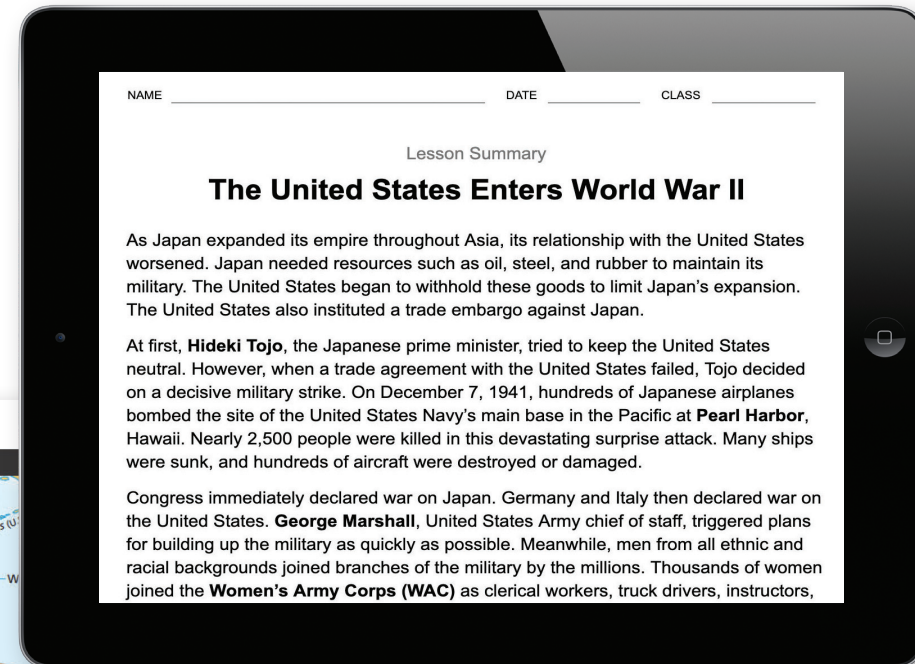 NAME DATE CLASS
Lesson Summary
The United States Enters World War II
As Japan expanded its empire throughout Asia, its relationship with the United States
worsened. Japan needed resources such as oil, steel, and rubber to maintain its
military. The United States began to withhold these goods to limit Japan’s expansion.
The United States also instituted a trade embargo against Japan.
At first, Hideki Tojo, the Japanese prime minister, tried to keep the United States
neutral. However, when a trade agreement with the United States failed, Tojo decided
on a decisive military strike. On December 7, 1941, hundreds of Japanese airplanes
bombed the site of the United States Navy’s main base in the Pacific at Pearl Harbor,
Hawaii. Nearly 2,500 people were killed in this devastating surprise attack. Many ships
were sunk, and hundreds of aircraft were destroyed or damaged.
Congress immediately declared war on Japan. Germany and Italy then declared war on
the United States. George Marshall, United States Army chief of staff, triggered plans
for building up the military as quickly as possible. Meanwhile, men from all ethnic and
racial backgrounds joined branches of the military by the millions. Thousands of women
joined the Women’s Army Corps (WAC) as clerical workers, truck drivers, instructors,